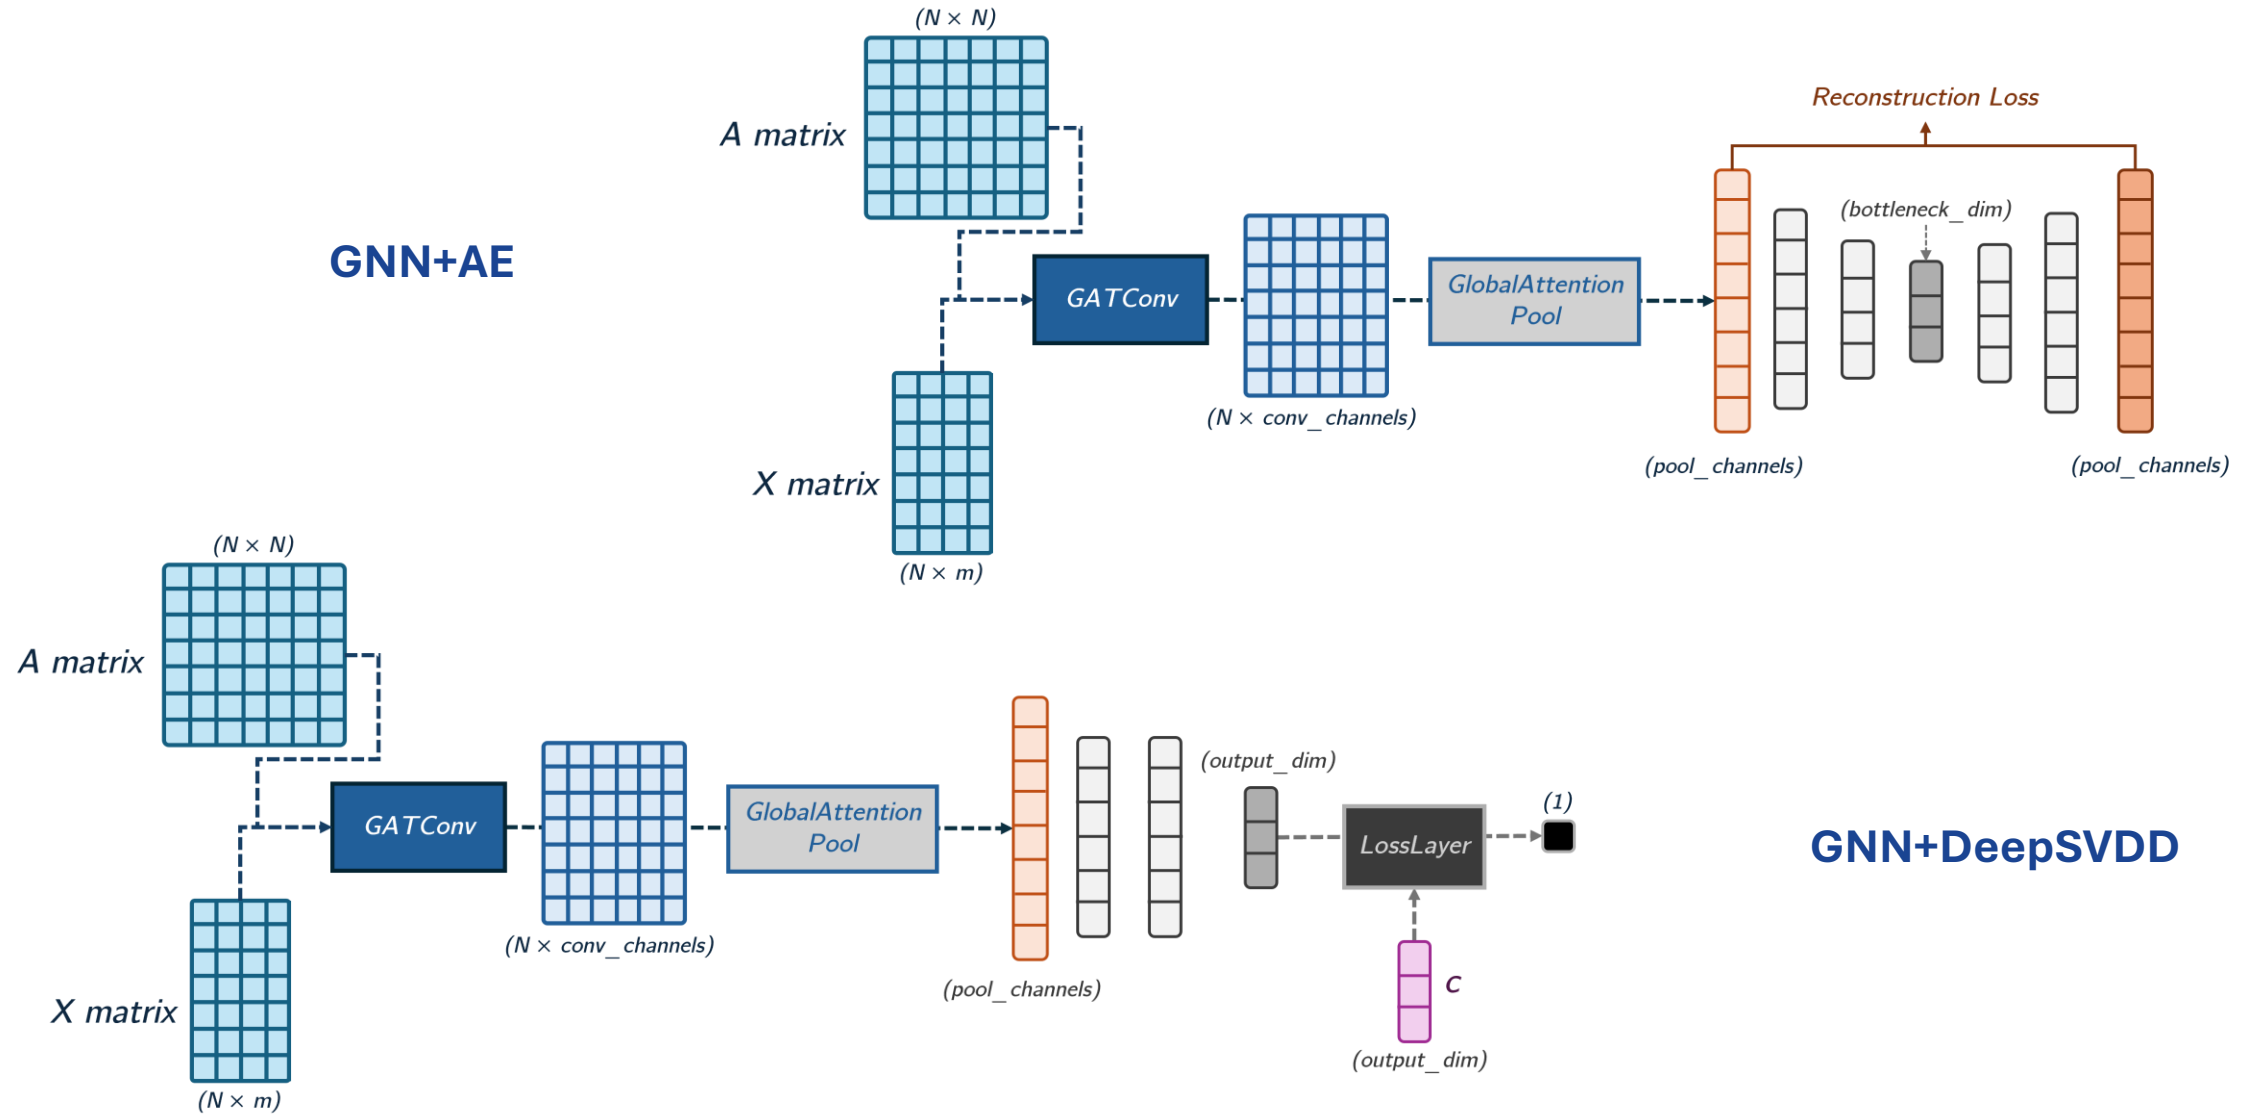 (N × N)
A matrix
GNN+AE
GATConv
X matrix
(N × m)
(N × conv_channels)
GlobalAttention
Pool
Reconstruction Loss
(bottleneck_dim)
(pool_channels)
(pool_channels)
(N × N)
A matrix
GATConv
X matrix
(N × m)
(N × conv_channels)
GlobalAttention
Pool
(pool_channels)
(output_dim)
LossLayer
(1)
c
(output_dim)
GNN+DeepSVDD